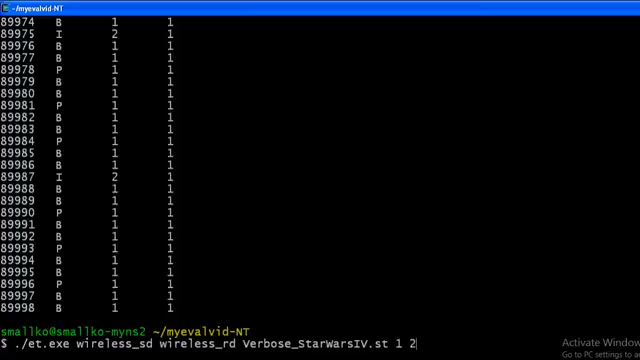 ~/myevalvid-NT
89974 B 1 1
89975 I 2 1
89976 B 1 1
89977 B 1 1
89978 P 1 1
89979 B 1 1
89980 B 1 1
89981 P 1 1
89982 B 1 1
89983 B 1 1
89984 P 1 1
89985 B 1 1
89986 B 1 1
89987 I 2 1
89988 B 1 1
89989 B 1 1
89990 P 1 1
89991 B 1 1
89992 B 1 1
89993 P 1 1
89994 B 1 1
89995 B 1 1
89996 P 1 1
89997 B 1 1
89998 B 1 1
smallko@smallko-myns2 ~/myevalvid-NT
$ ./et.exe wireless_sd wireless_rd Verbose_StarWarsIV.st 1 2
Activate Window
Go to PC settings to a